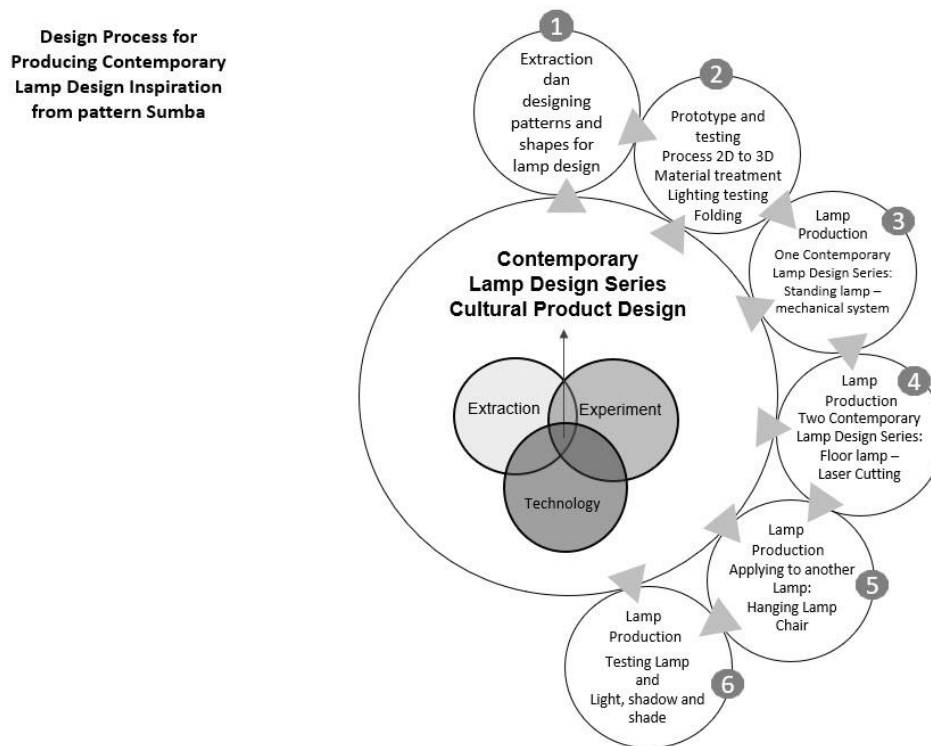 Design Process for
Producing Contemporary
Lamp Design Inspiration
from pattern Sumba
1
Extraction
dan
designing
patterns and
shapes for
lamp design
2
Prototype and
testing
Process 2D to 3D
Material treatment
Lighting testing
Folding
3
Lamp
Production
One Contemporary
Lamp Design Series:
Standing lamp –
mechanical system
4
Lamp
Production
Two Contemporary
Lamp Design Series:
Floor lamp –
Laser Cutting
5
Lamp
Production
Applying to another
Lamp:
Hanging Lamp
Chair
6
Lamp
Production
Testing Lamp
and
Light, shadow and
shade
Contemporary
Lamp Design Series
Cultural Product Design
Extraction
Experiment
Technology